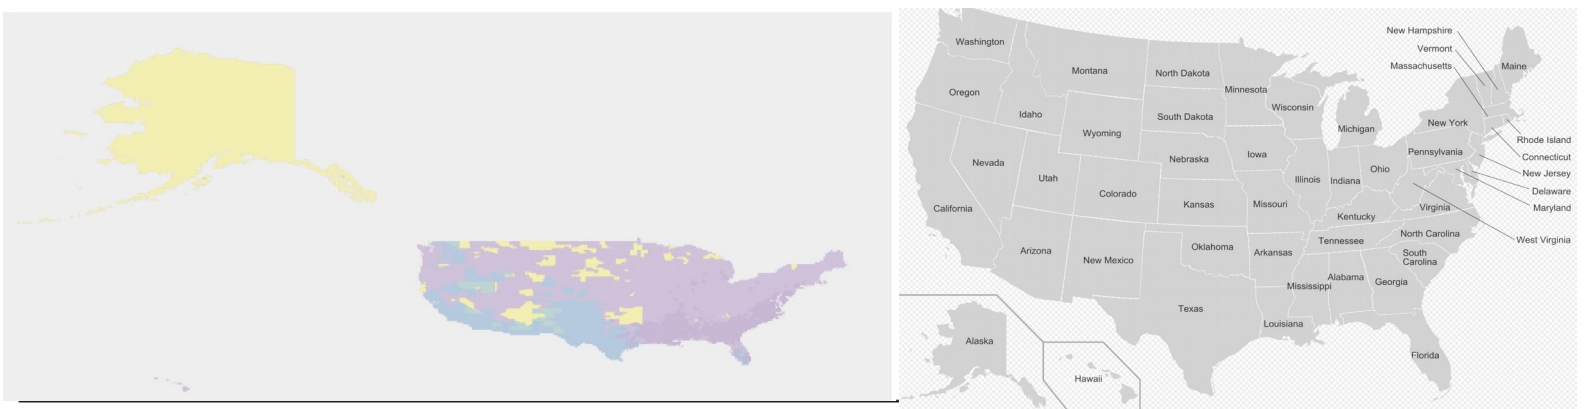 New Hampshire
Vermont
Massachusetts
Washington
Montana
North Dakota
Minnesota
Maine
Oregon
Idaho
Wyoming
South Dakota
Wisconsin
Michigan
New York
Rhode Island
Connecticut
New Jersey
Delaware
Maryland
West Virginia
Nevada
Utah
Colorado
Nebraska
Iowa
Illinois
Indiana
Ohio
Pennsylvania
California
Kansas
Missouri
Kentucky
Virginia
Arizona
New Mexico
Oklahoma
Arkansas
Tennessee
North Carolina
South
Carolina
Texas
Louisiana
Mississippi
Alabama
Georgia
Florida
Alaska
Hawaii